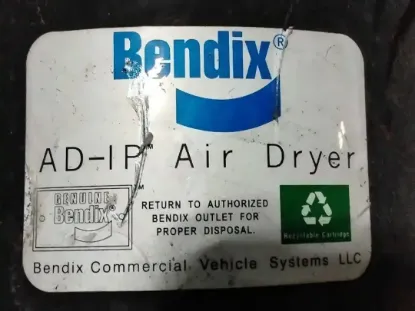 Bendix®
AD-IP™ Air Dryer
GENUINE
Bendix
™
RETURN TO AUTHORIZED
BENDIX OUTLET FOR
PROPER DISPOSAL.
Recyclable Cartridge
Bendix Commercial Vehicle Systems LLC